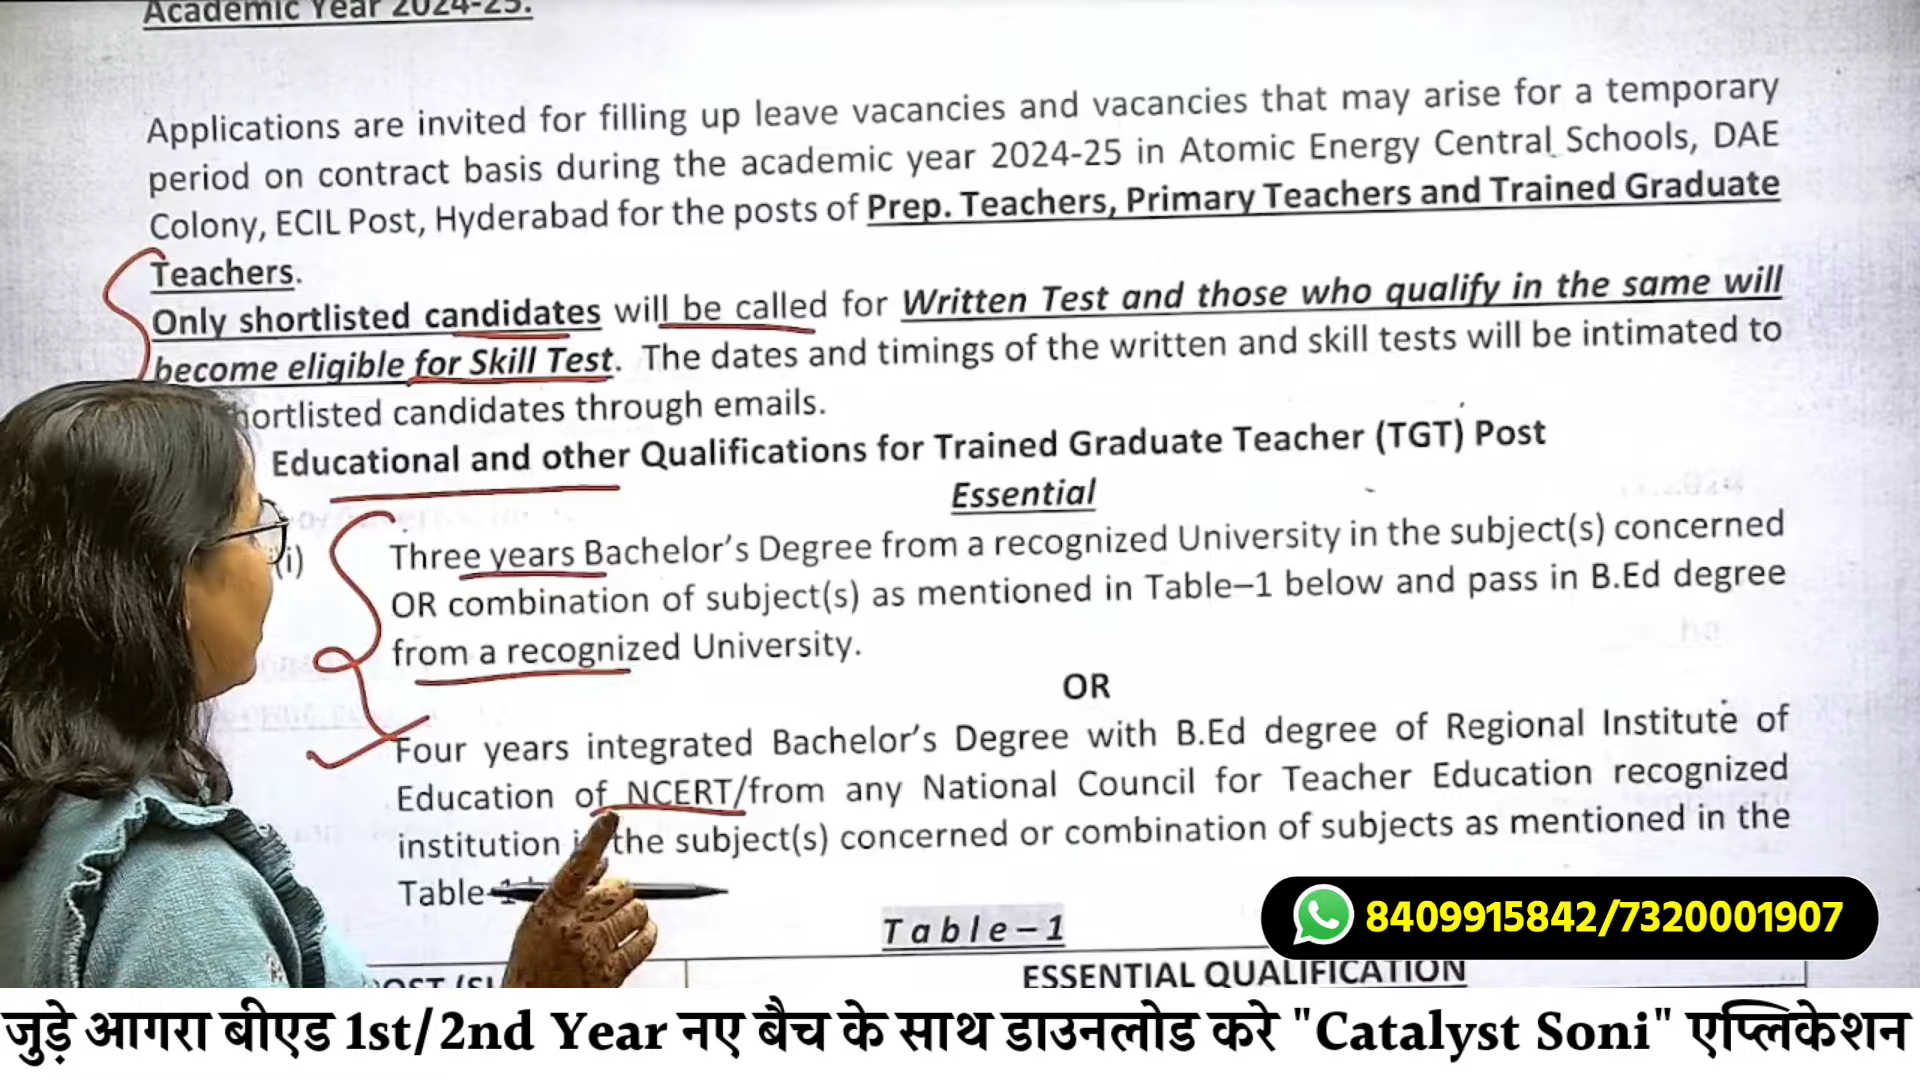 Academic Year 2024-25.
Applications are invited for filling up leave vacancies and vacancies that may arise for a temporary
period on contract basis during the academic year 2024-25 in Atomic Energy Central Schools, DAE
Colony, ECIL Post, Hyderabad for the posts of Prep. Teachers, Primary Teachers and Trained Graduate
Teachers.
Only shortlisted candidates will be called for Written Test and those who qualify in the same will
become eligible for Skill Test. The dates and timings of the written and skill tests will be intimated to
hortlisted candidates through emails.
Educational and other Qualifications for Trained Graduate Teacher (TGT) Post
Essential
(i) Three years Bachelor's Degree from a recognized University in the subject(s) concerned
OR combination of subject(s) as mentioned in Table–1 below and pass in B.Ed degree
from a recognized University.
OR
Four years integrated Bachelor's Degree with B.Ed degree of Regional Institute of
Education of NCERT/from any National Council for Teacher Education recognized
institution the subject(s) concerned or combination of subjects as mentioned in the
Table-1
Table–1
ESSENTIAL QUALIFICATION
8409915842/7320001907
जुड़े आगरा बीएड 1st/2nd Year नए बैच के साथ डाउनलोड करे "Catalyst Soni" एप्लिकेशन